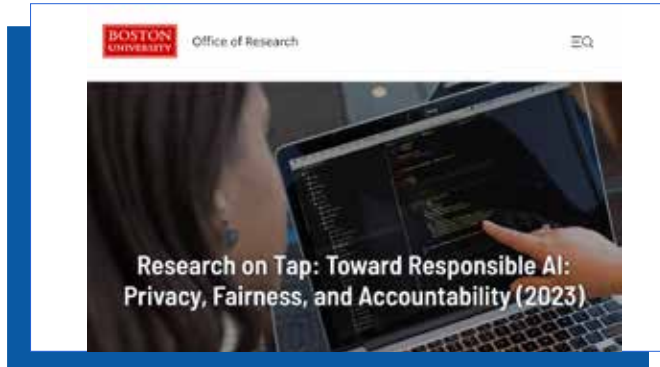 BOSTON
UNIVERSITY
Office of Research
Research on Tap: Toward Responsible AI:
Privacy, Fairness, and Accountability (2023)